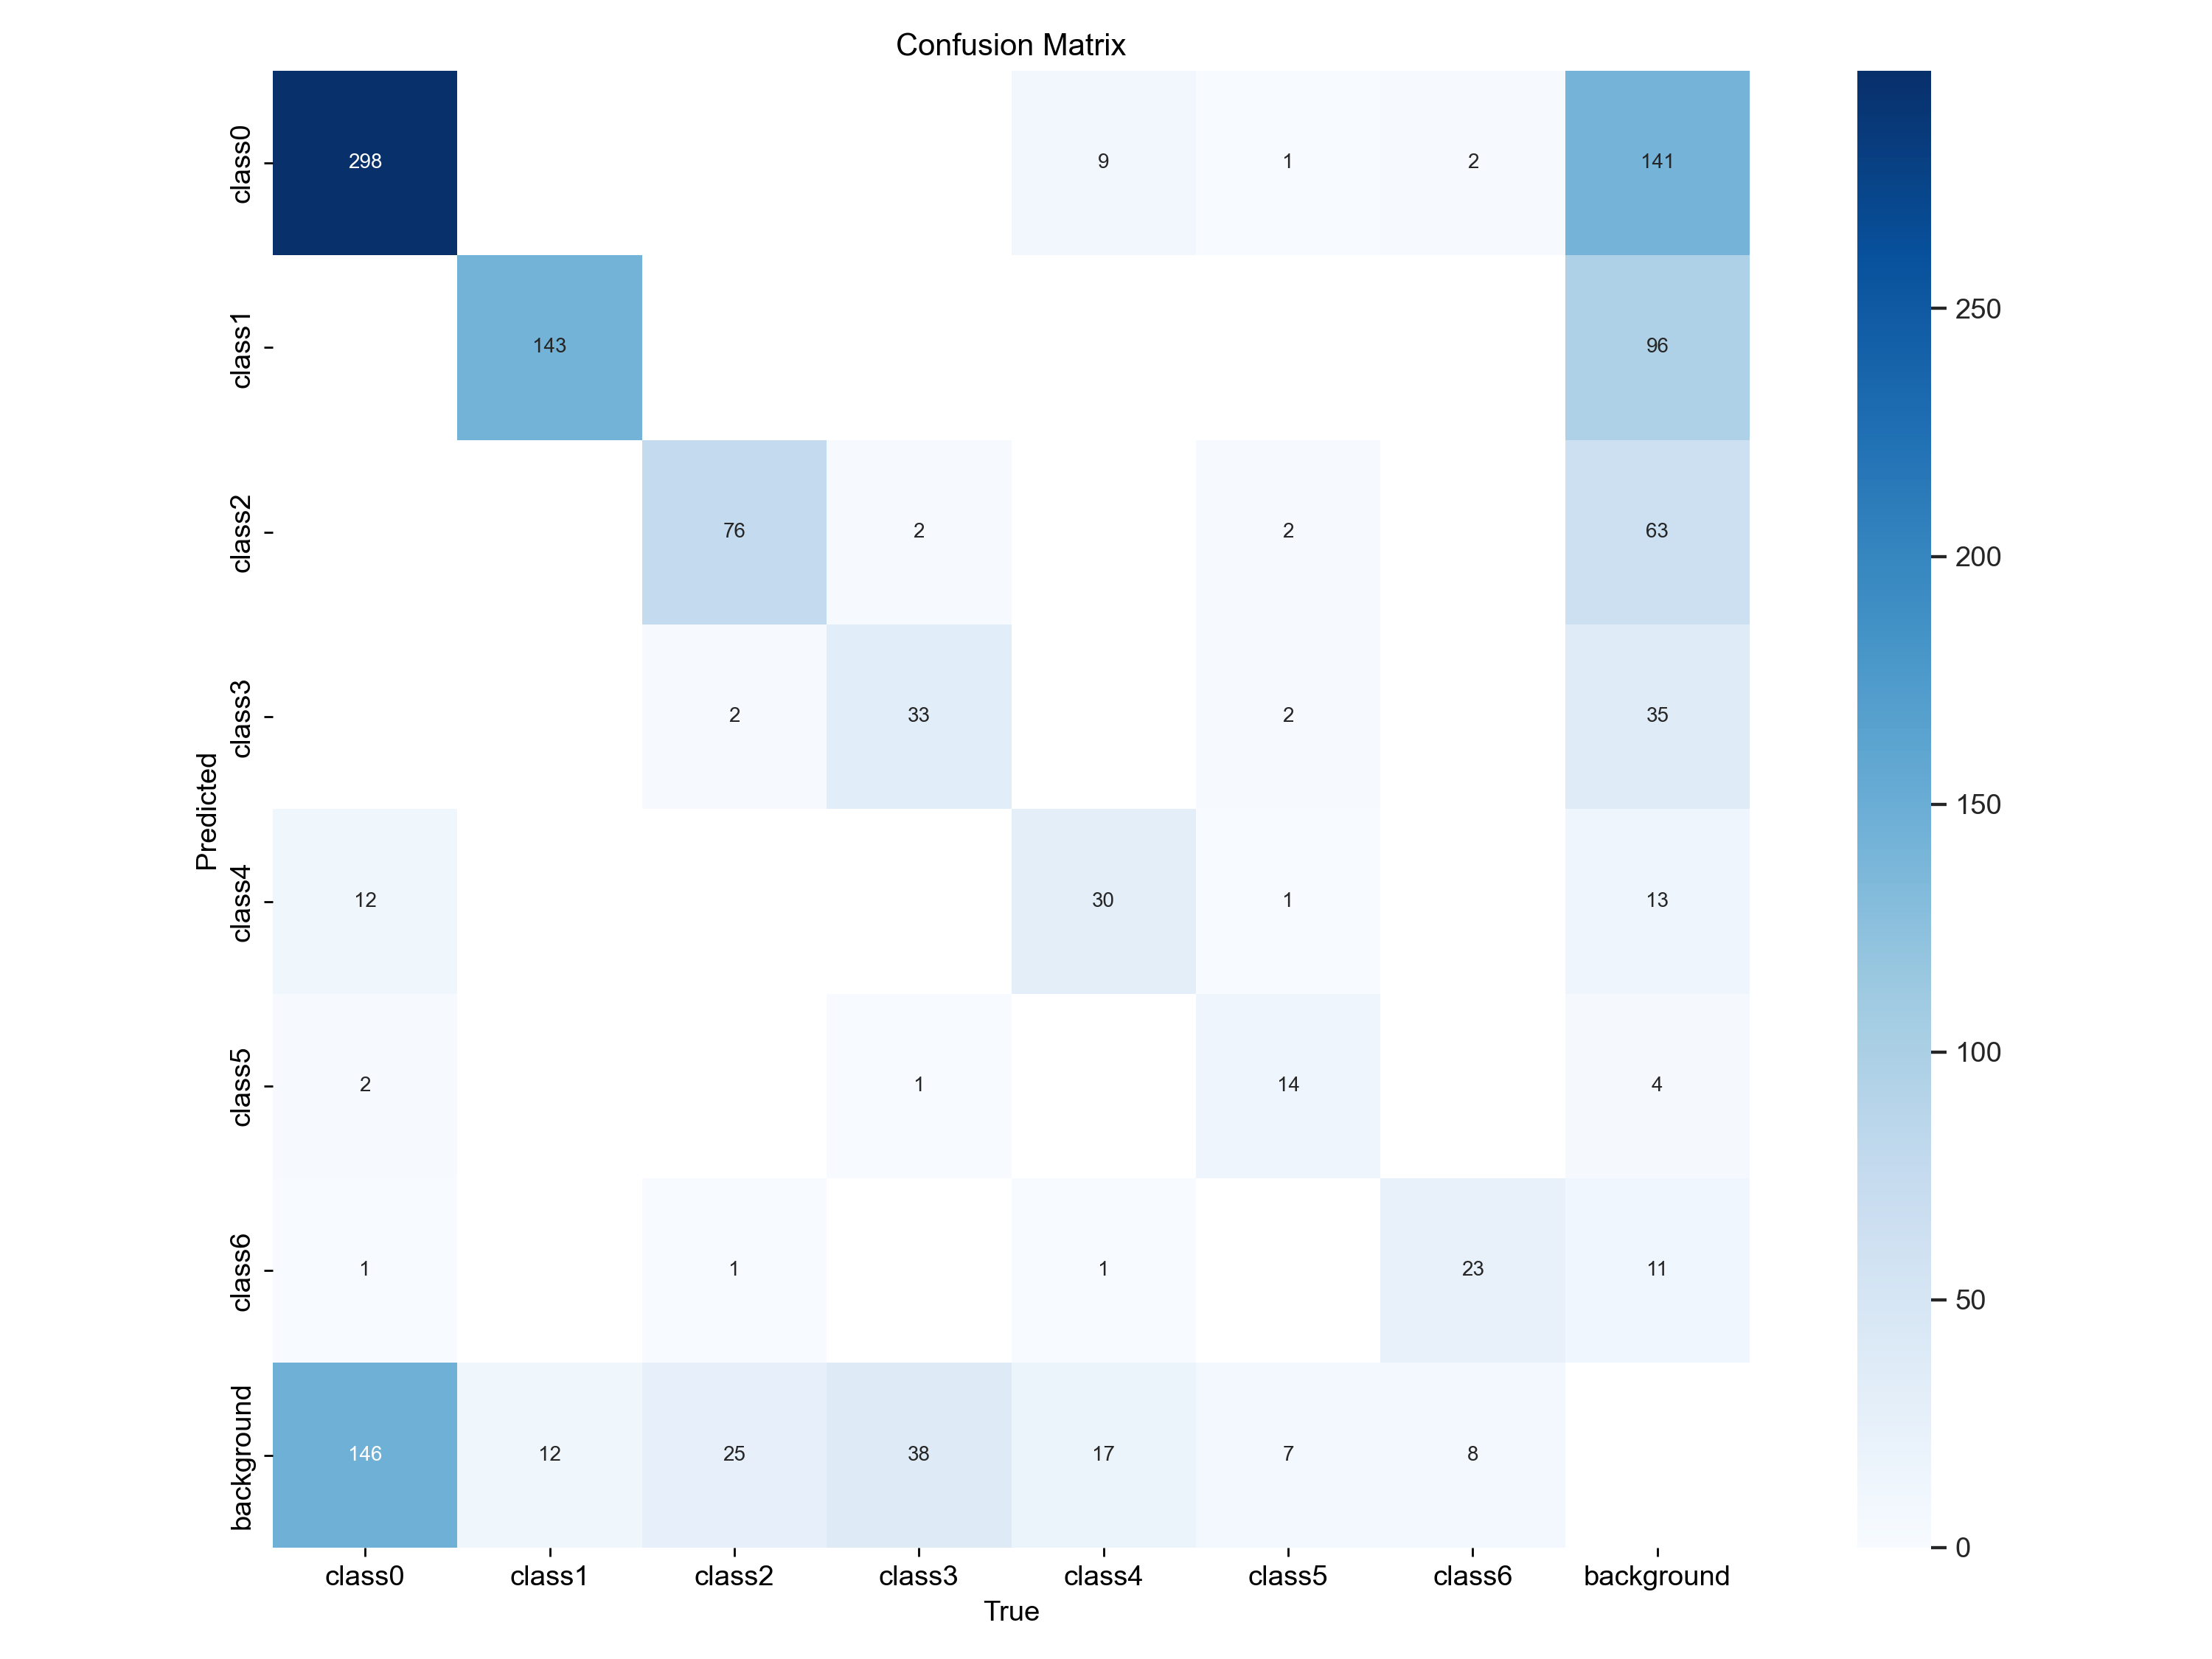 Confusion Matrix
class0 298 9 1 2 141
class1 143 96
class2 76 2 2 63
class3 2 33 2 35
class4 12 30 1 13
class5 2 1 14 4
class6 1 1 1 23 11
background 146 12 25 38 17 7 8
class0 class1 class2 class3 class4 class5 class6 background
True
Predicted
250
200
150
100
50
0